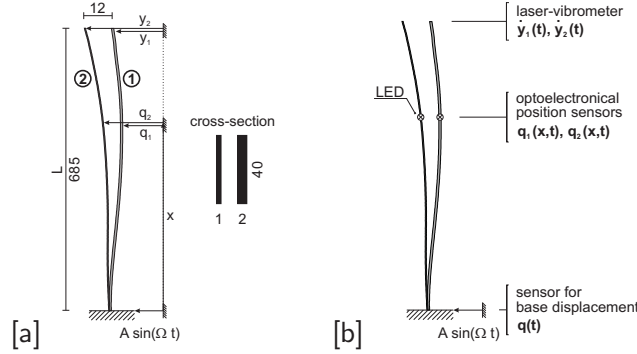 12
y₂
y₁
②
①
q₂
q₁
L
685
x
cross-section
40
1
2
A sin(Ω t)
[a]
laser-vibrometer
ẏ₁(t), ẏ₂(t)
LED
optoelectronical
position sensors
q₁(x,t), q₂(x,t)
sensor for
base displacement
q(t)
A sin(Ω t)
[b]